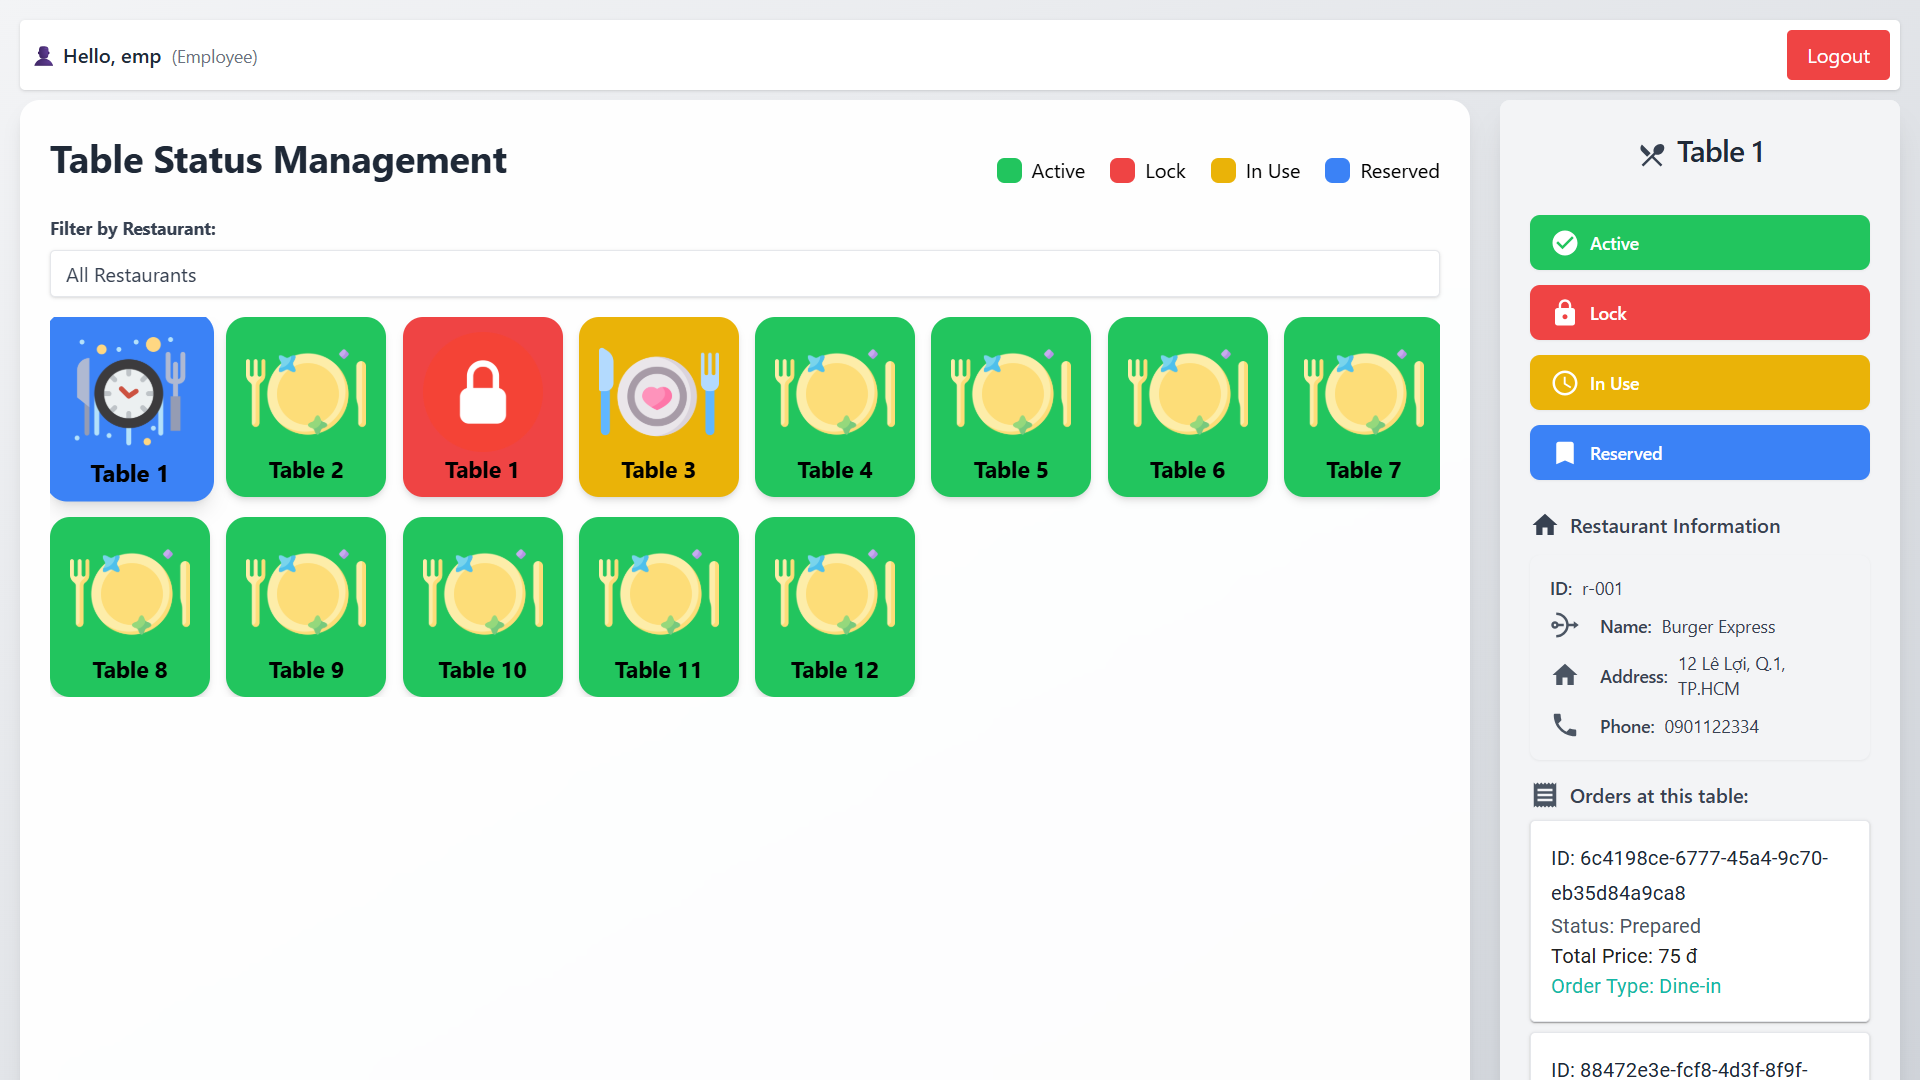 Hello, emp (Employee)
Logout
Table Status Management
Active
Lock
In Use
Reserved
Filter by Restaurant:
All Restaurants
Table 1
Table 2
Table 1
Table 3
Table 4
Table 5
Table 6
Table 7
Table 8
Table 9
Table 10
Table 11
Table 12
Table 1
Active
Lock
In Use
Reserved
Restaurant Information
ID: r-001
Name: Burger Express
Address: 12 Lê Lợi, Q.1,
TP.HCM
Phone: 0901122334
Orders at this table:
ID: 6c4198ce-6777-45a4-9c70-
eb35d84a9ca8
Status: Prepared
Total Price: 75 đ
Order Type: Dine-in
ID: 88472e3e-fcf8-4d3f-8f9f-